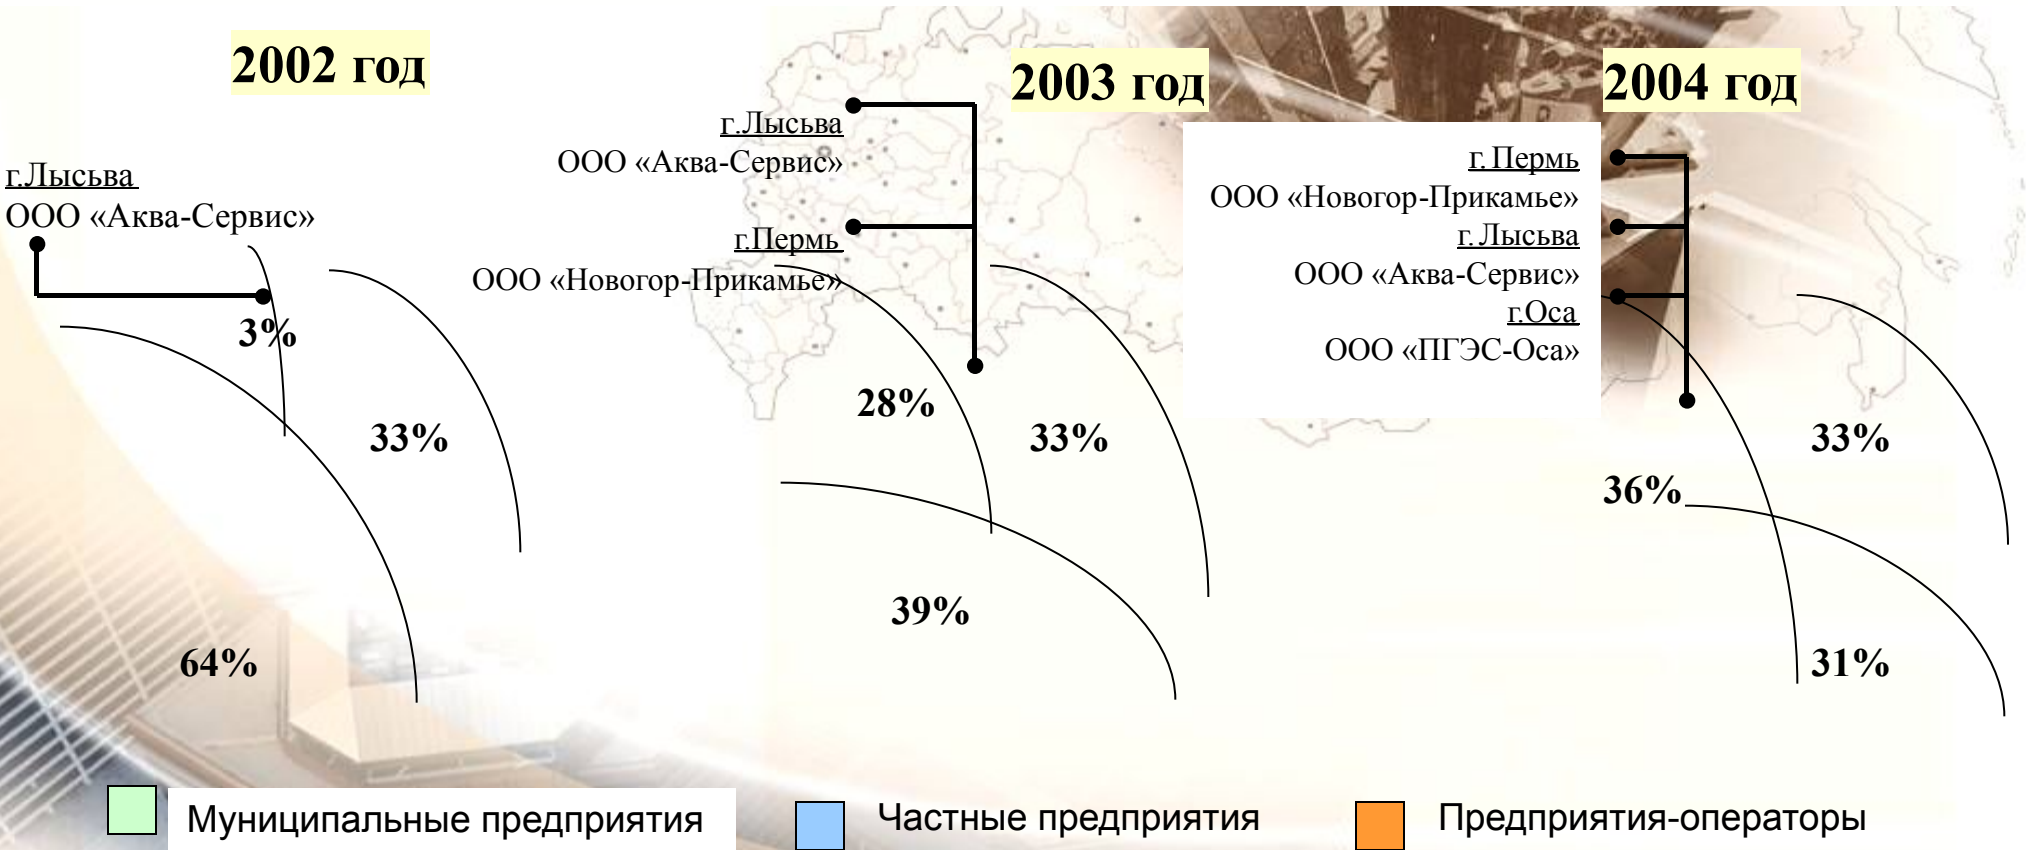 2002 год
г.Лысьва
ООО «Аква-Сервис»
3%
33%
64%
2003 год
г.Лысьва
ООО «Аква-Сервис»
г.Пермь
ООО «Новогор-Прикамье»
28%
33%
39%
2004 год
г.Пермь
ООО «Новогор-Прикамье»
г.Лысьва
ООО «Аква-Сервис»
г.Оса
ООО «ПГЭС-Оса»
33%
36%
31%
Муниципальные предприятия
Частные предприятия
Предприятия-операторы